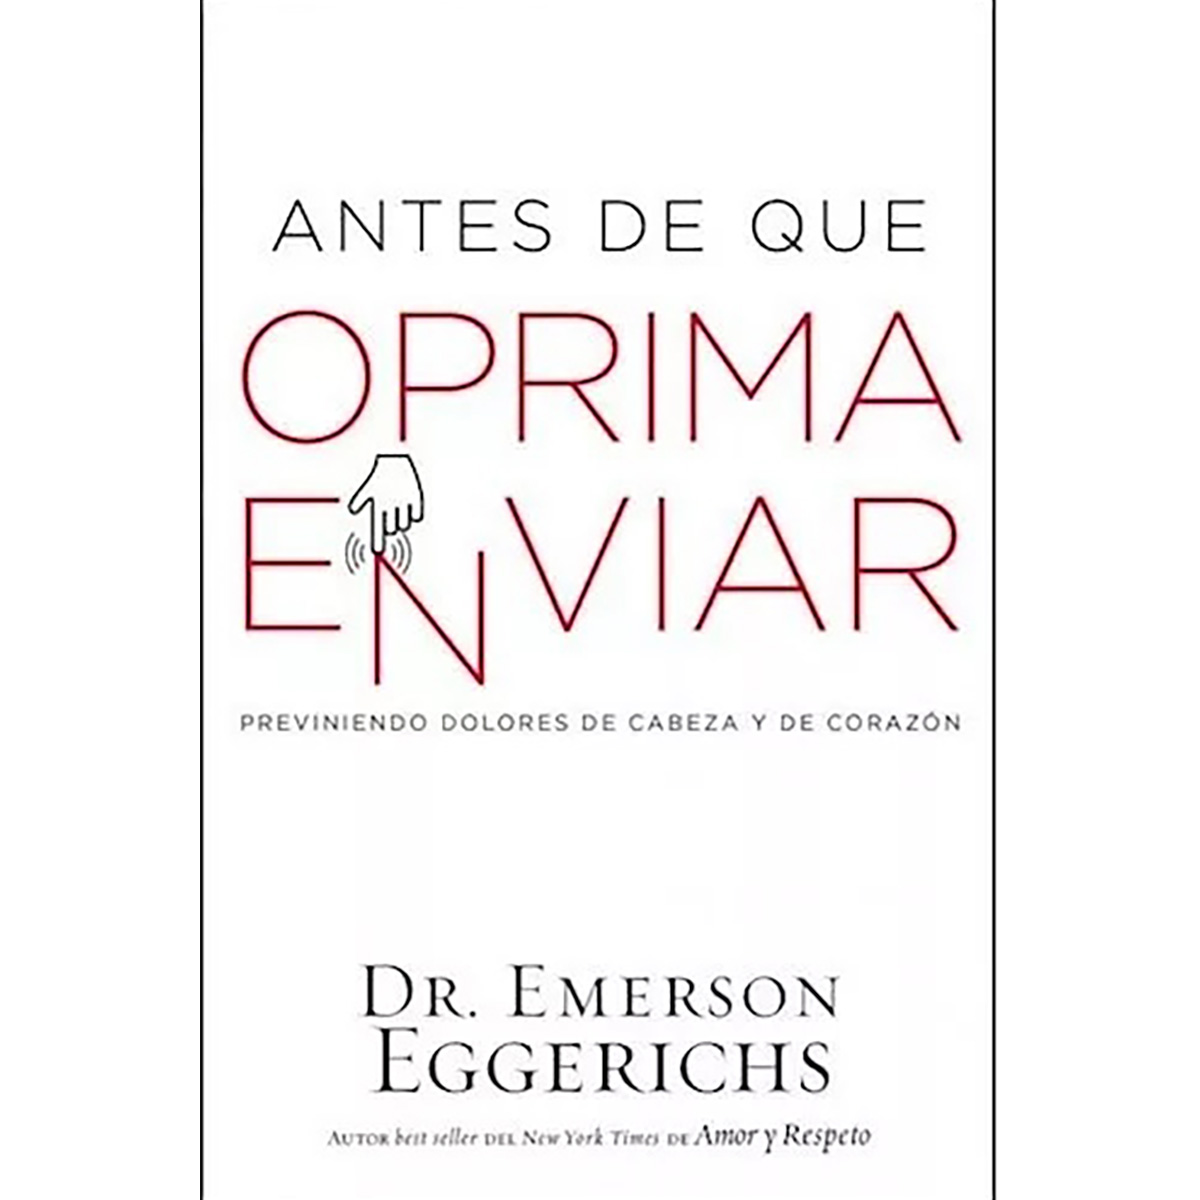 ANTES DE QUE
OPRIMA
ENVIAR
PREVINIENDO DOLORES DE CABEZA Y DE CORAZÓN
DR. EMERSON
EGGERICHS
AUTOR best seller DEL New York Times DE Amor y Respeto